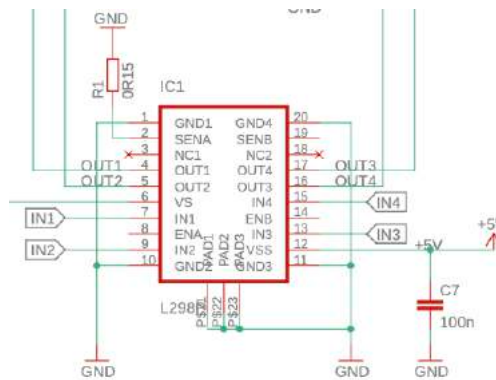 GND
GND
R1
0R15
IC1
1 GND1 GND4 20
2 SENA SENB 19
3 NC1 NC2 18
OUT1 4 OUT1 OUT4 17 OUT3
OUT2 5 OUT2 OUT3 16 OUT4
6 VS IN4 15 IN4
IN1 7 IN1 ENB 14
8 ENA IN3 13 IN3
IN2 9 IN2 VSS 12 +5V +5V
10 GND2 GND3 11
PAD1
PAD2
PAD3
P$21
P$22
P$23
C7
100n
GND
GND
GND